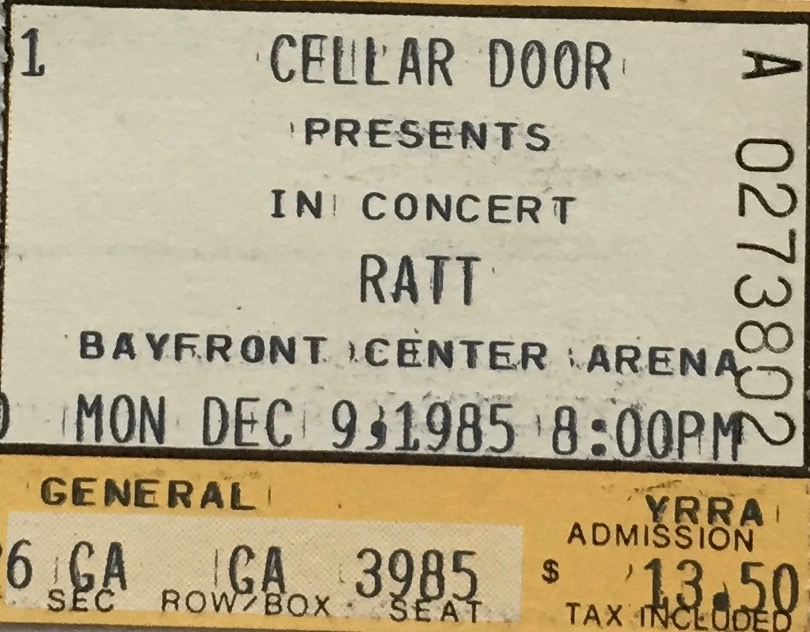 1 CELLAR DOOR
PRESENTS
IN CONCERT
RATT
BAYFRONT CENTER ARENA
MON DEC 9,1985 8:00PM
A 0273802
GENERAL YRRA
ADMISSION
6 GA GA 3985 $ 13.50
SEC ROW/BOX SEAT TAX INCLUDED